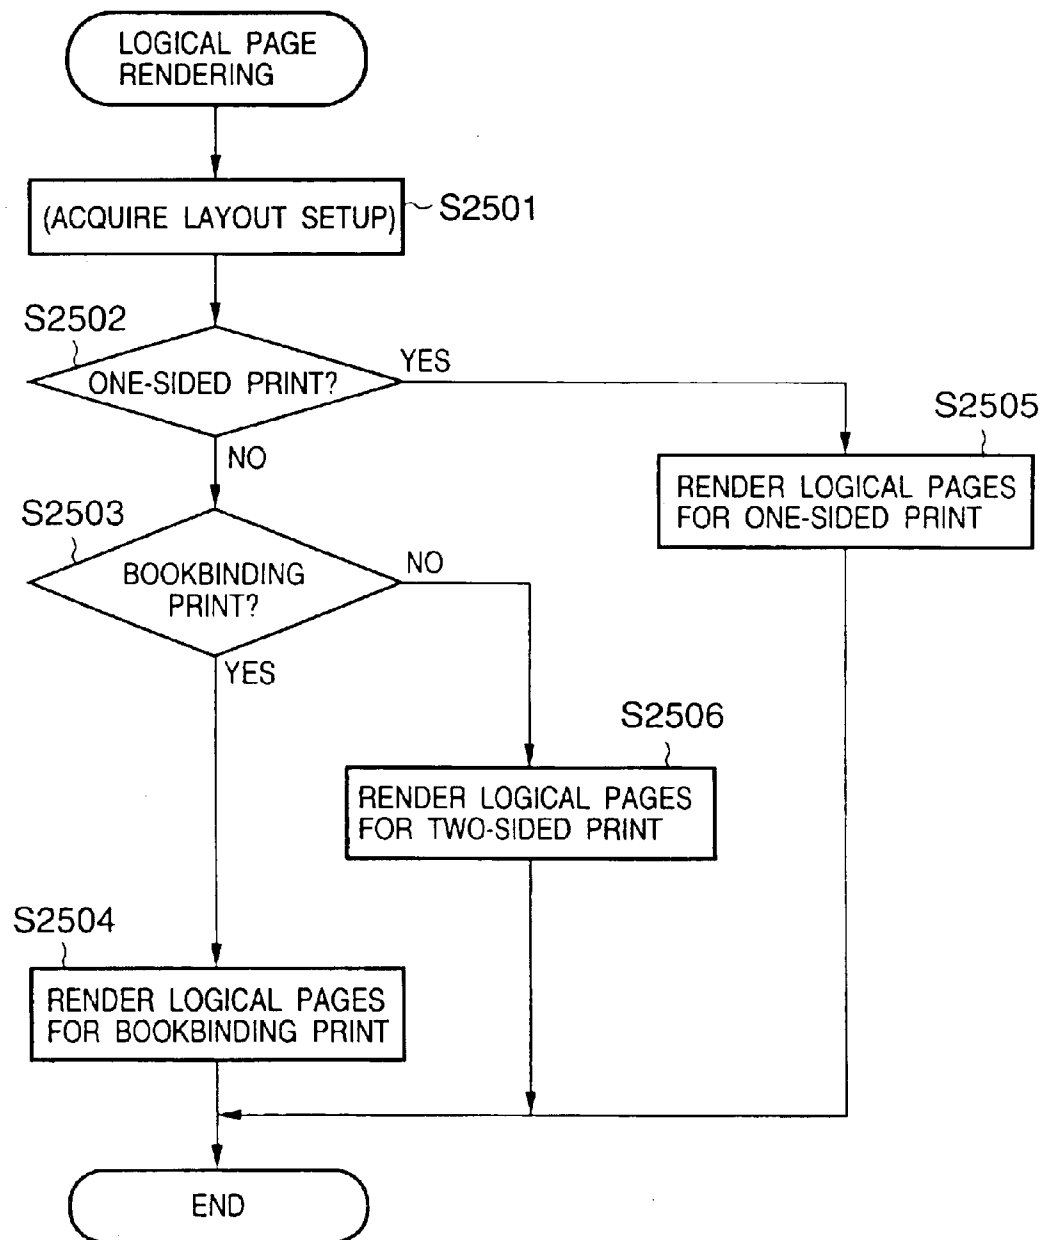 LOGICAL PAGE
RENDERING
(ACQUIRE LAYOUT SETUP)
S2501
S2502
ONE-SIDED PRINT?
YES
NO
S2505
RENDER LOGICAL PAGES
FOR ONE-SIDED PRINT
S2503
BOOKBINDING
PRINT?
NO
YES
S2506
RENDER LOGICAL PAGES
FOR TWO-SIDED PRINT
S2504
RENDER LOGICAL PAGES
FOR BOOKBINDING PRINT
END